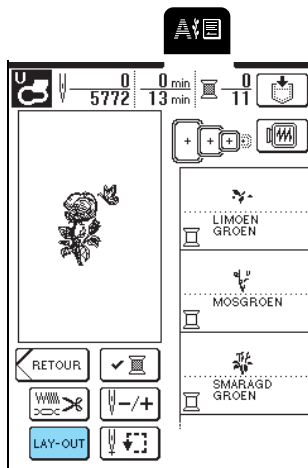 A
U
0 0 min 0
5772 13 min 11
LIMOEN
GROEN
MOSGROEN
SMARAGD
GROEN
RETOUR
-/+
LAY-OUT